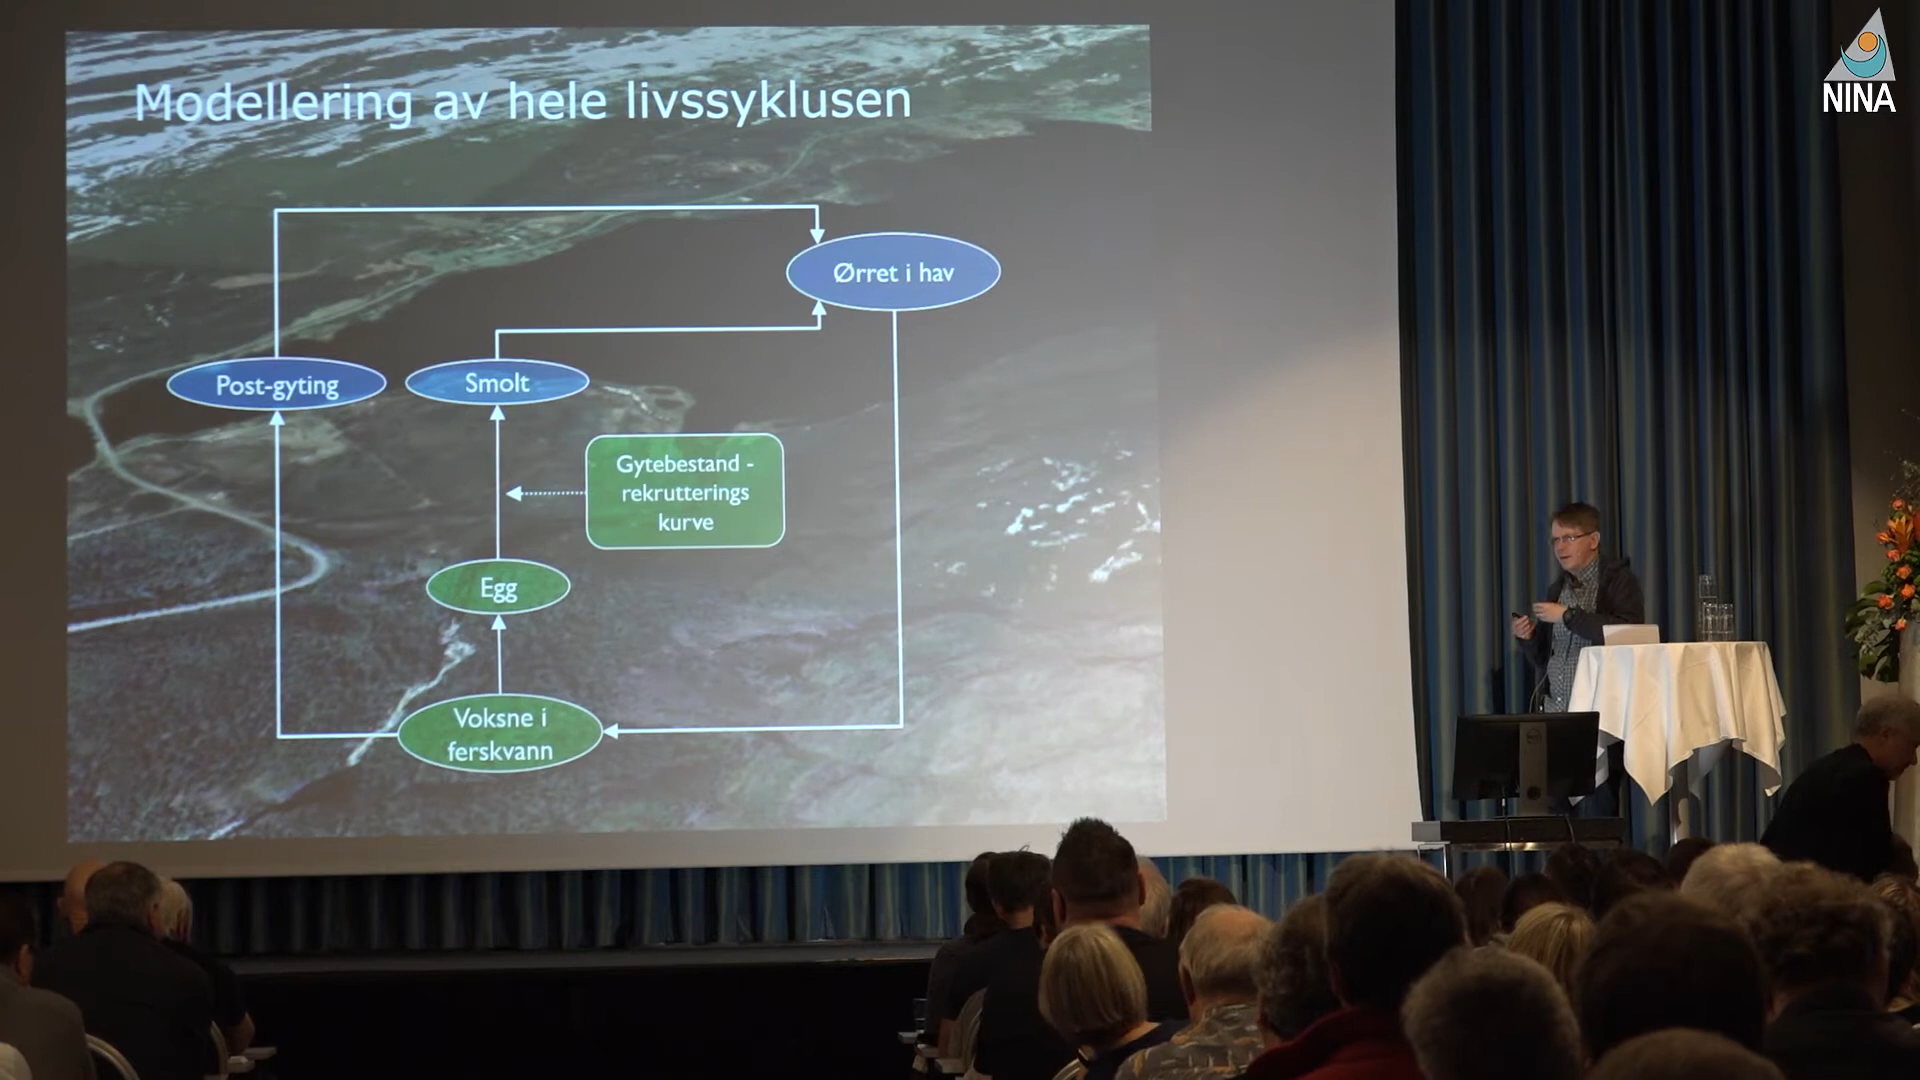 Modellering av hele livssyklusen
Ørret i hav
Post-gyting
Smolt
Gytebestand -
rekrutterings
kurve
Egg
Voksne i
ferskvann
NINA